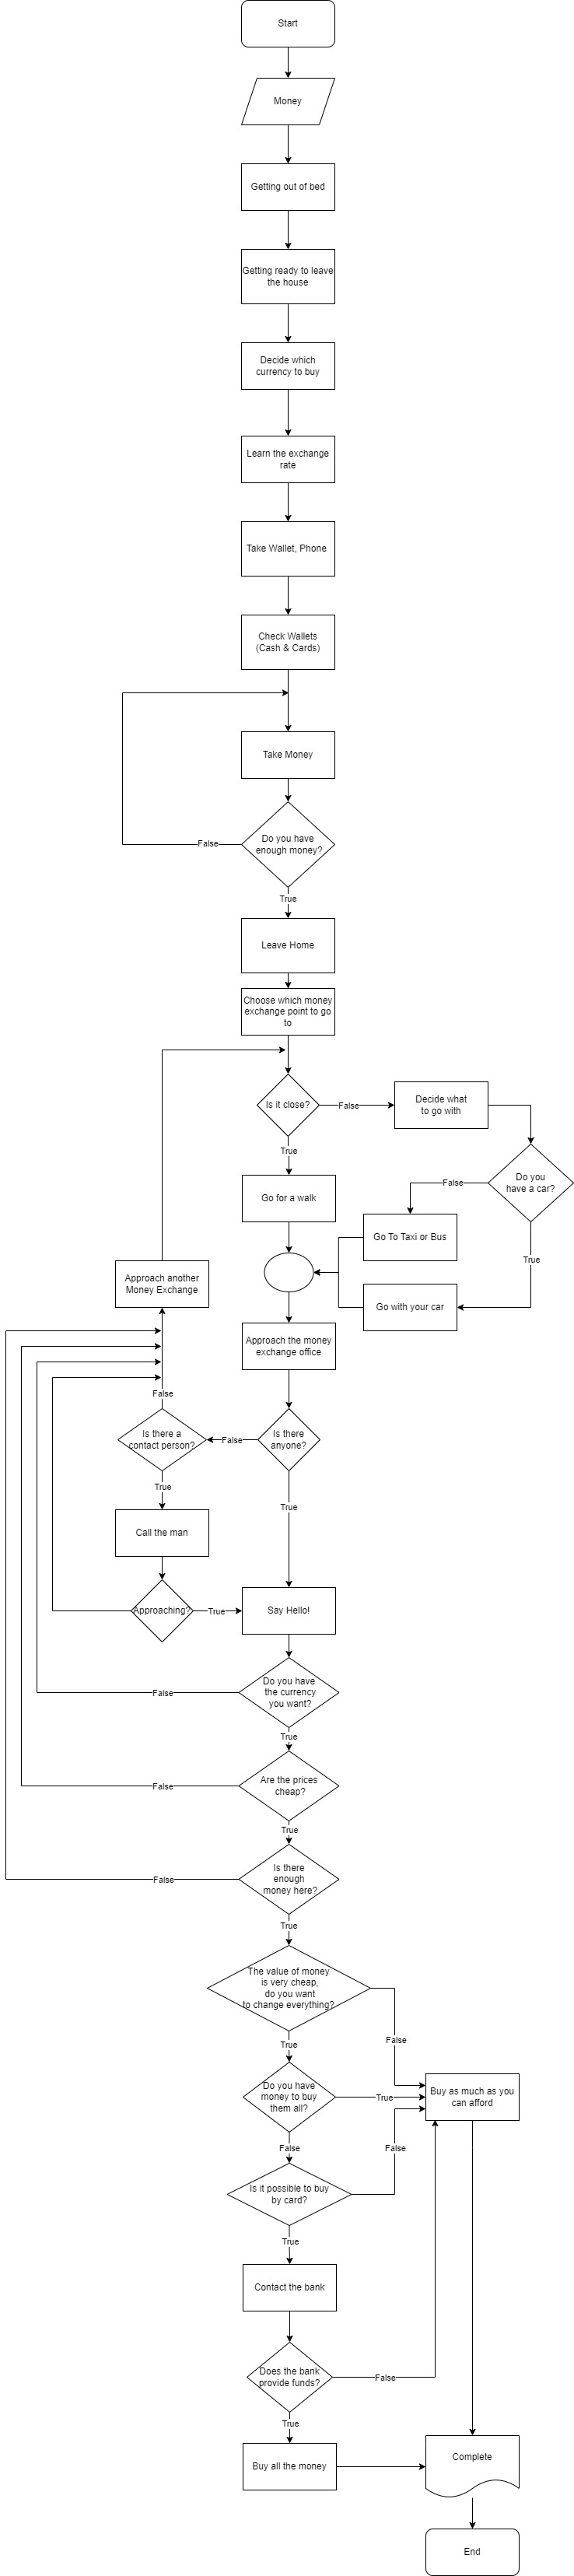 Start
Money
Getting out of bed
Getting ready to leave
the house
Decide which
currency to buy
Learn the exchange
rate
Take Wallet, Phone
Check Wallets
(Cash & Cards)
Take Money
Do you have
enough money?
False
True
Leave Home
Choose which money
exchange point to go
to
Is it close?
False
Decide what
to go with
True
Do you
have a car?
False
Go for a walk
Go To Taxi or Bus
True
Approach another
Money Exchange
Go with your car
Approach the money
exchange office
False
Is there a
contact person?
False
Is there
anyone?
True
True
Call the man
Approaching?
True
Say Hello!
Do you have
the currency
you want?
False
True
Are the prices
cheap?
False
True
Is there
enough
money here?
False
True
The value of money
is very cheap,
do you want
to change everything?
False
True
Do you have
money to buy
them all?
True
Buy as much as you
can afford
False
False
Is it possible to buy
by card?
True
Contact the bank
Does the bank
provide funds?
False
True
Buy all the money
Complete
End